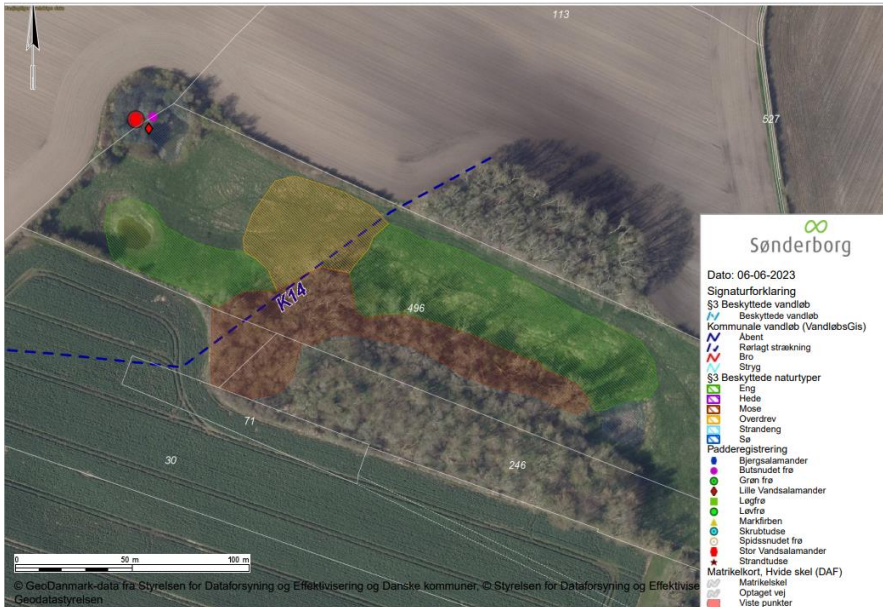 113
527
K14
496
71
30
246
0
50 m
100 m
© GeoDanmark-data fra Styrelsen for Dataforsyning og Effektivisering og Danske kommuner, © Styrelsen for Dataforsyning og Effektivise
Geodatastyrelsen
Sønderborg
Dato: 06-06-2023
Signaturforklaring
§3 Beskyttede vandløb
Beskyttede vandløb
Kommunale vandløb (VandløbsGis)
Åbent
Rørlagt strækning
Bro
Stryg
§3 Beskyttede naturtyper
Eng
Hede
Mose
Overdrev
Strandeng
Sø
Padderegistrering
Bjergsalamander
Butsnudet frø
Grøn frø
Lille Vandsalamander
Løgfrø
Løvfrø
Markfirben
Skrubtudse
Spidssnudet frø
Stor Vandsalamander
Strandtudse
Matrikelkort, Hvide skel (DAF)
Matrikelskel
Optaget vej
Viste punkter